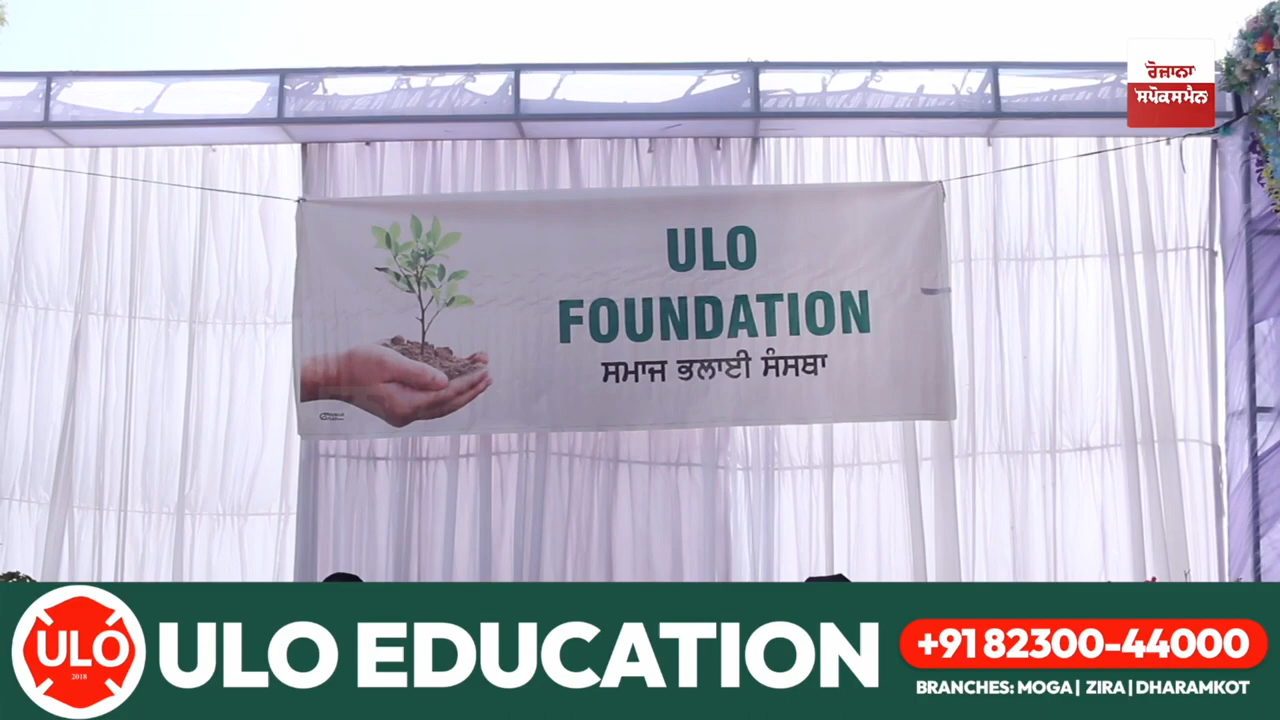 ਰੋਜ਼ਾਨਾ
ਸਪੋਕਸਮੈਨ
ULO
FOUNDATION
ਸਮਾਜ ਭਲਾਈ ਸੰਸਥਾ
ULO
2018
ULO EDUCATION
+91 82300-44000
BRANCHES: MOGA | ZIRA | DHARAMKOT